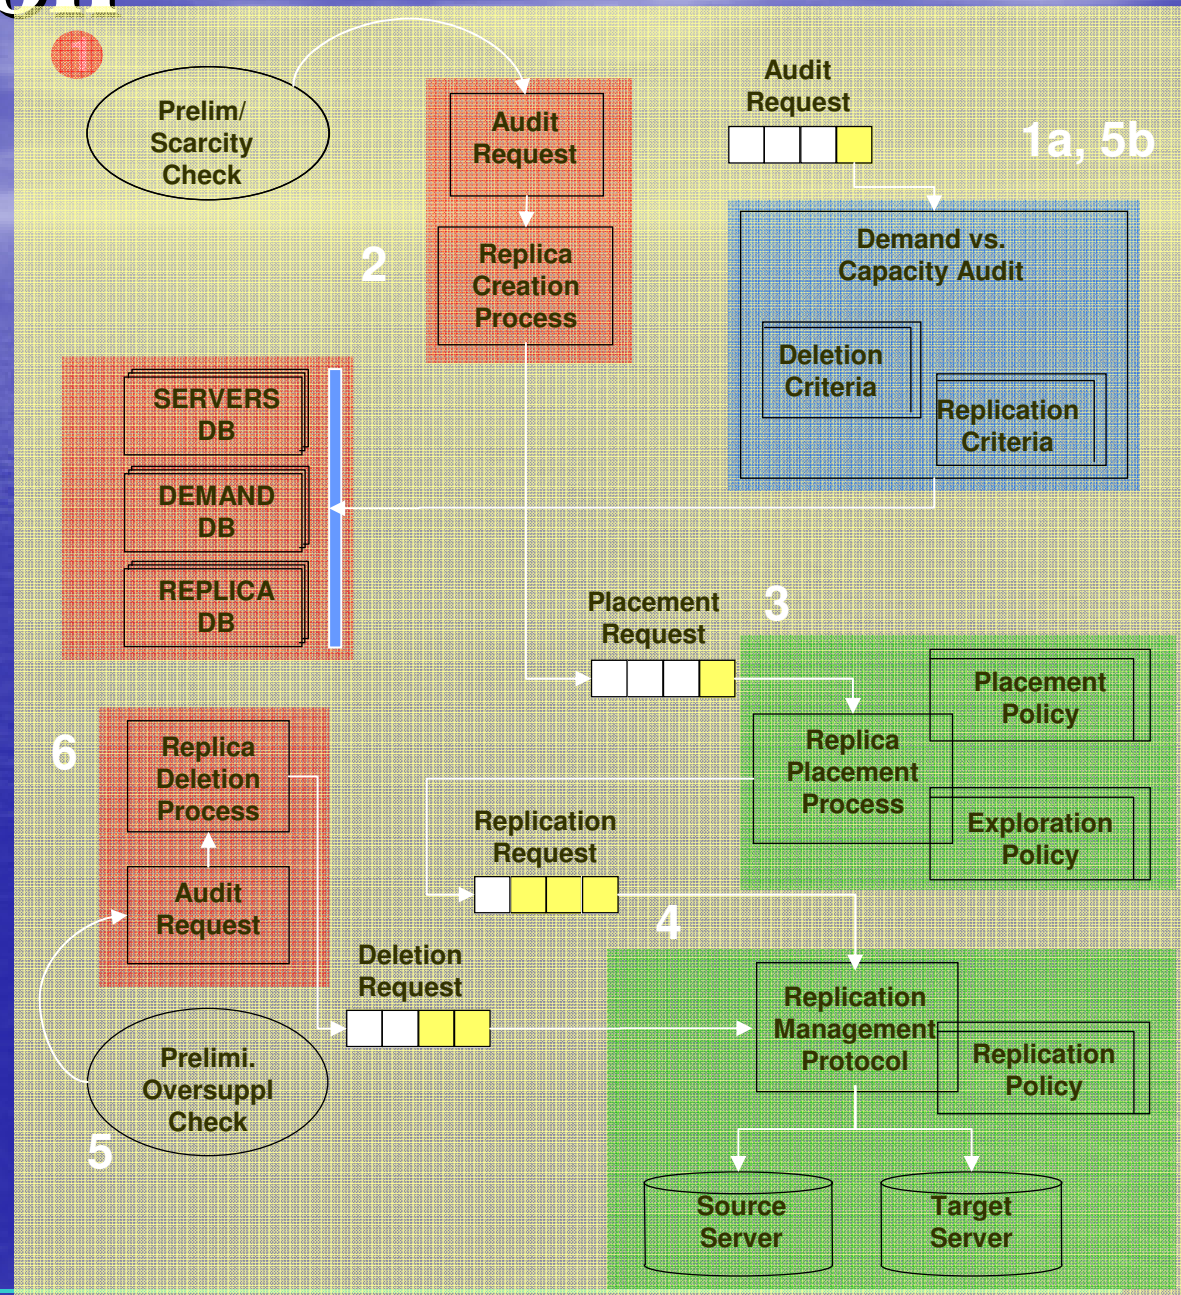 Prelim/
Scarcity
Check
Audit
Request
Replica
Creation
Process
2
Audit
Request
1a, 5b
Demand vs.
Capacity Audit
Deletion
Criteria
Replication
Criteria
SERVERS
DB
DEMAND
DB
REPLICA
DB
Placement
Request
3
Placement
Policy
Replica
Placement
Process
Exploration
Policy
6
Replica
Deletion
Process
Audit
Request
Replication
Request
4
Deletion
Request
Replication
Management
Protocol
Replication
Policy
Prelimi.
Oversuppl
Check
5
Source
Server
Target
Server